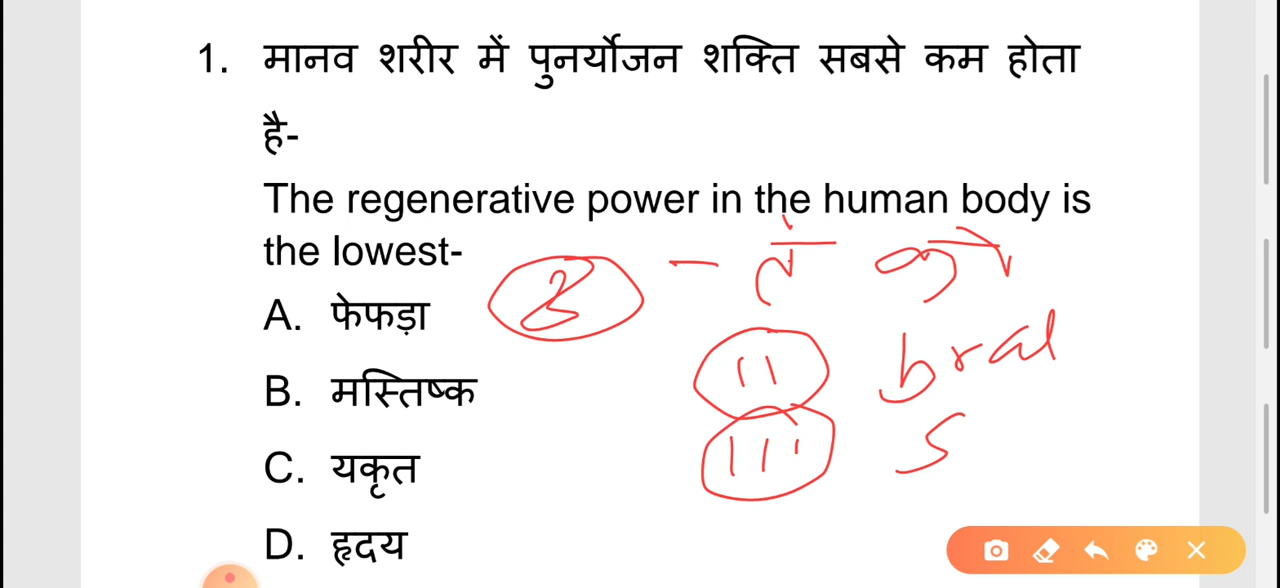 1. मानव शरीर में पुनर्योजन शक्ति सबसे कम होता
है-
The regenerative power in the human body is
the lowest-
A. फेफड़ा
B. मस्तिष्क
C. यकृत
D. हृदय